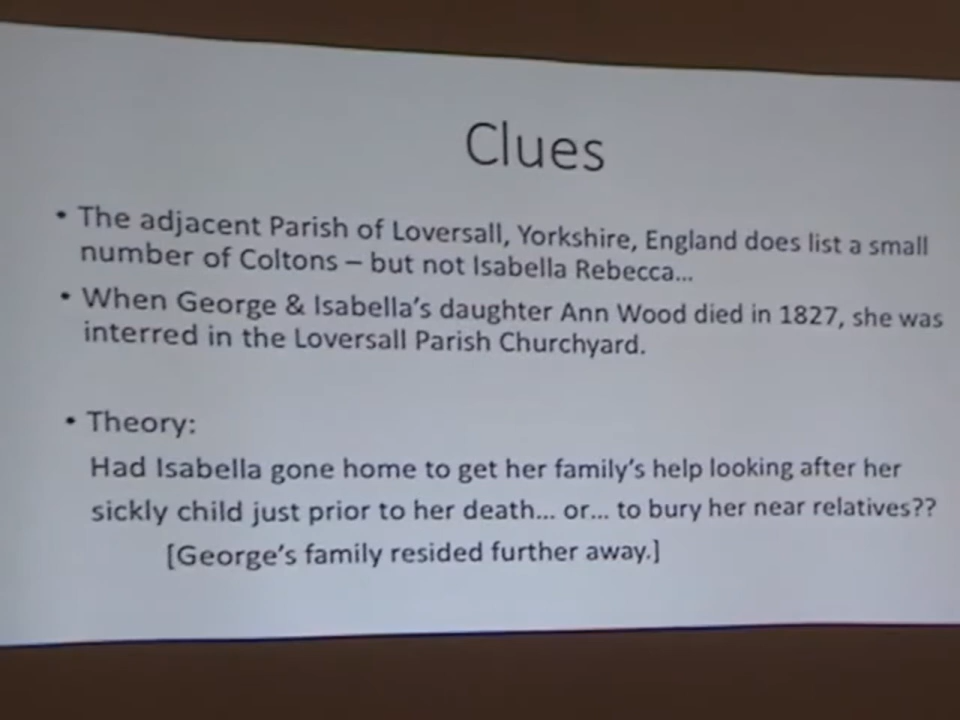 Clues
• The adjacent Parish of Loversall, Yorkshire, England does list a small
number of Coltons – but not Isabella Rebecca...
• When George & Isabella's daughter Ann Wood died in 1827, she was
interred in the Loversall Parish Churchyard.
• Theory:
Had Isabella gone home to get her family's help looking after her
sickly child just prior to her death... or... to bury her near relatives??
[George's family resided further away.]